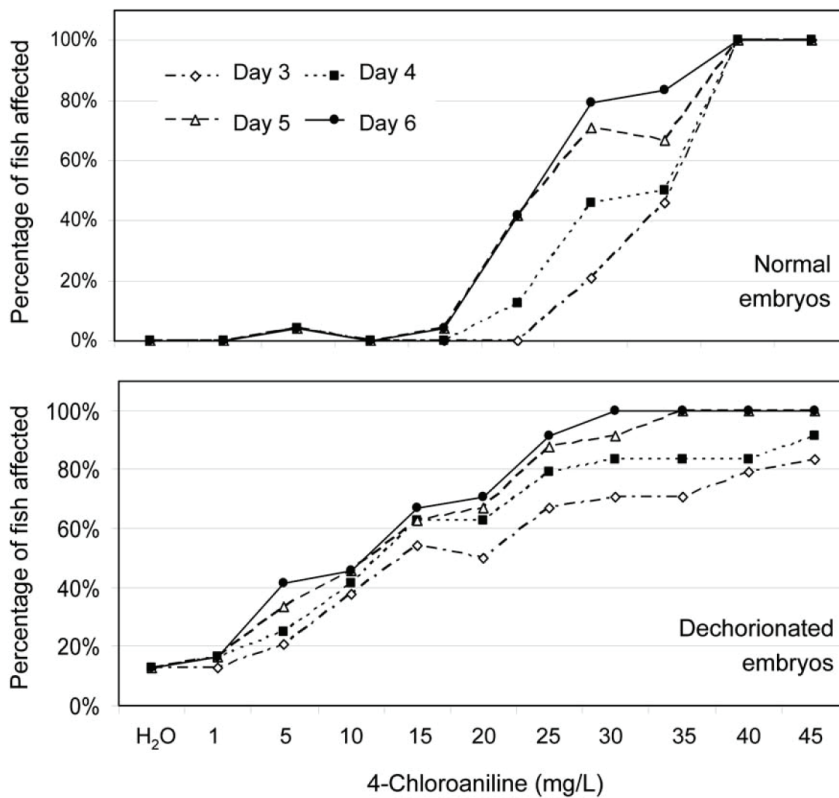 100%
80%
60%
40%
20%
0%
Percentage of fish affected
Day 3 Day 4
Day 5 Day 6
Normal
embryos
100%
80%
60%
40%
20%
0%
Percentage of fish affected
Dechorionated
embryos
H₂O 1 5 10 15 20 25 30 35 40 45
4-Chloroaniline (mg/L)